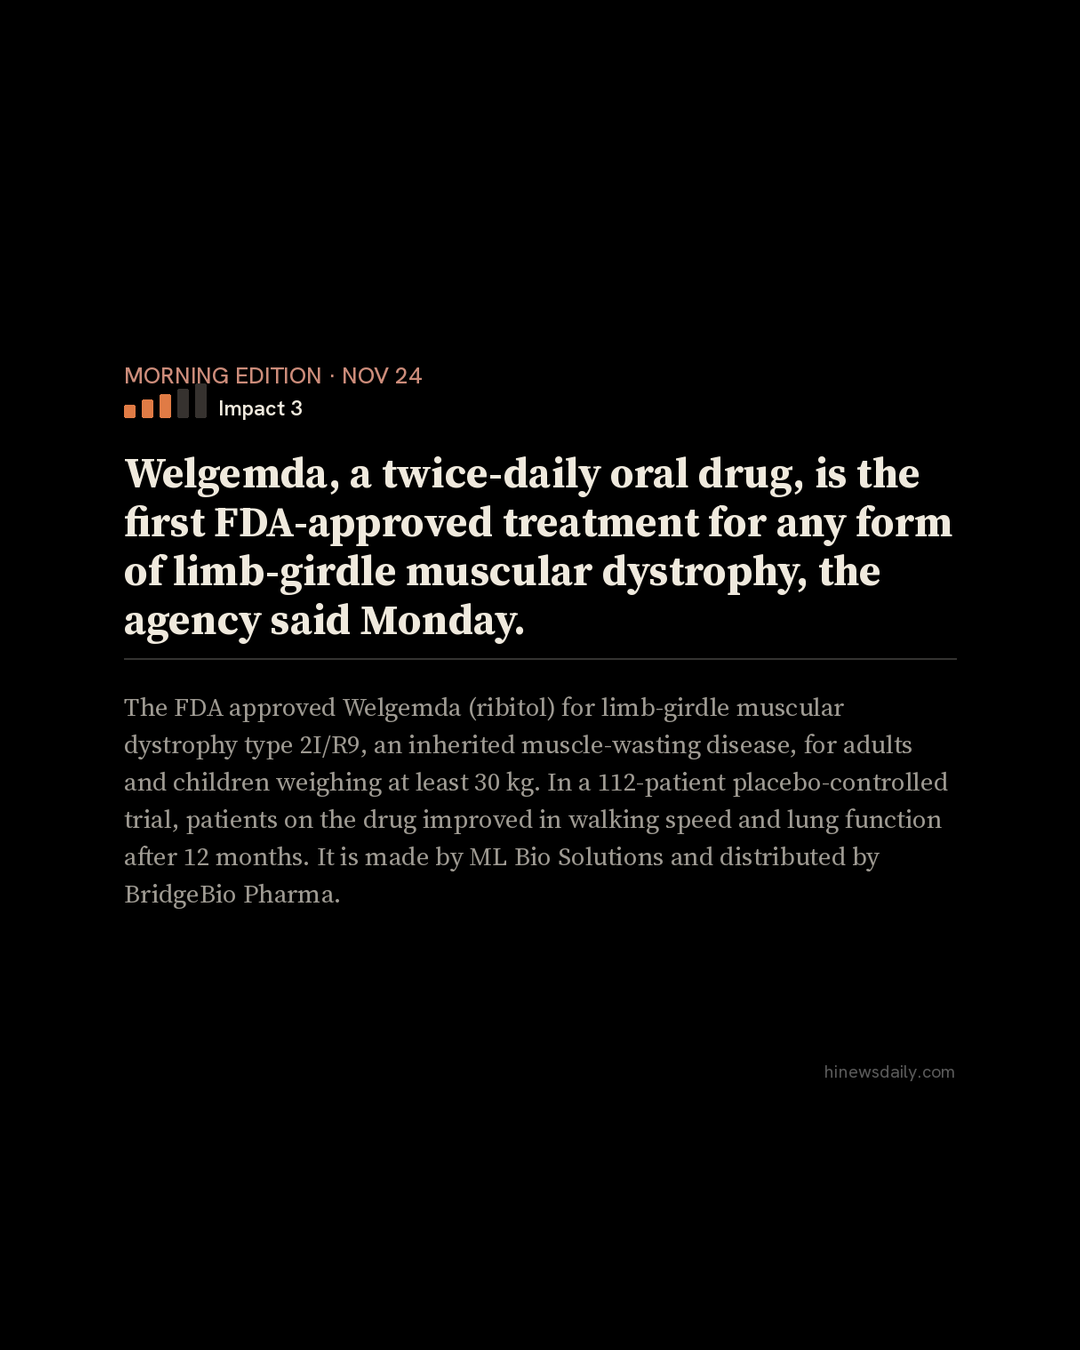 MORNING EDITION · NOV 24
Impact 3
Welgemda, a twice-daily oral drug, is the
first FDA-approved treatment for any form
of limb-girdle muscular dystrophy, the
agency said Monday.
The FDA approved Welgemda (ribitol) for limb-girdle muscular
dystrophy type 2I/R9, an inherited muscle-wasting disease, for adults
and children weighing at least 30 kg. In a 112-patient placebo-controlled
trial, patients on the drug improved in walking speed and lung function
after 12 months. It is made by ML Bio Solutions and distributed by
BridgeBio Pharma.
hinewsdaily.com